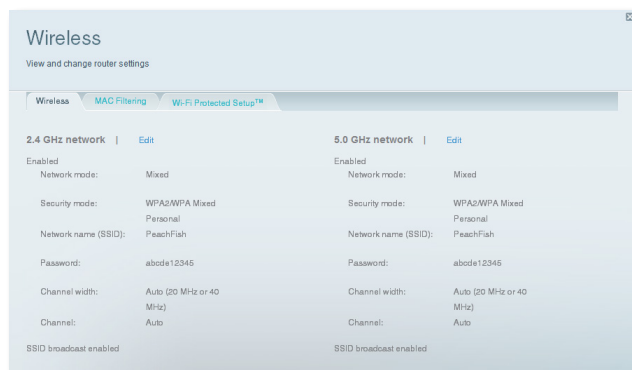 Wireless
View and change router settings
Wireless MAC Filtering Wi-Fi Protected Setup™
2.4 GHz network | Edit 5.0 GHz network | Edit
Enabled Enabled
Network mode: Mixed Network mode: Mixed
Security mode: WPA2/WPA Mixed Security mode: WPA2/WPA Mixed
Personal Personal
Network name (SSID): PeachFish Network name (SSID): PeachFish
Password: abcde12345 Password: abcde12345
Channel width: Auto (20 MHz or 40 Channel width: Auto (20 MHz or 40
MHz) MHz)
Channel: Auto Channel: Auto
SSID broadcast enabled SSID broadcast enabled